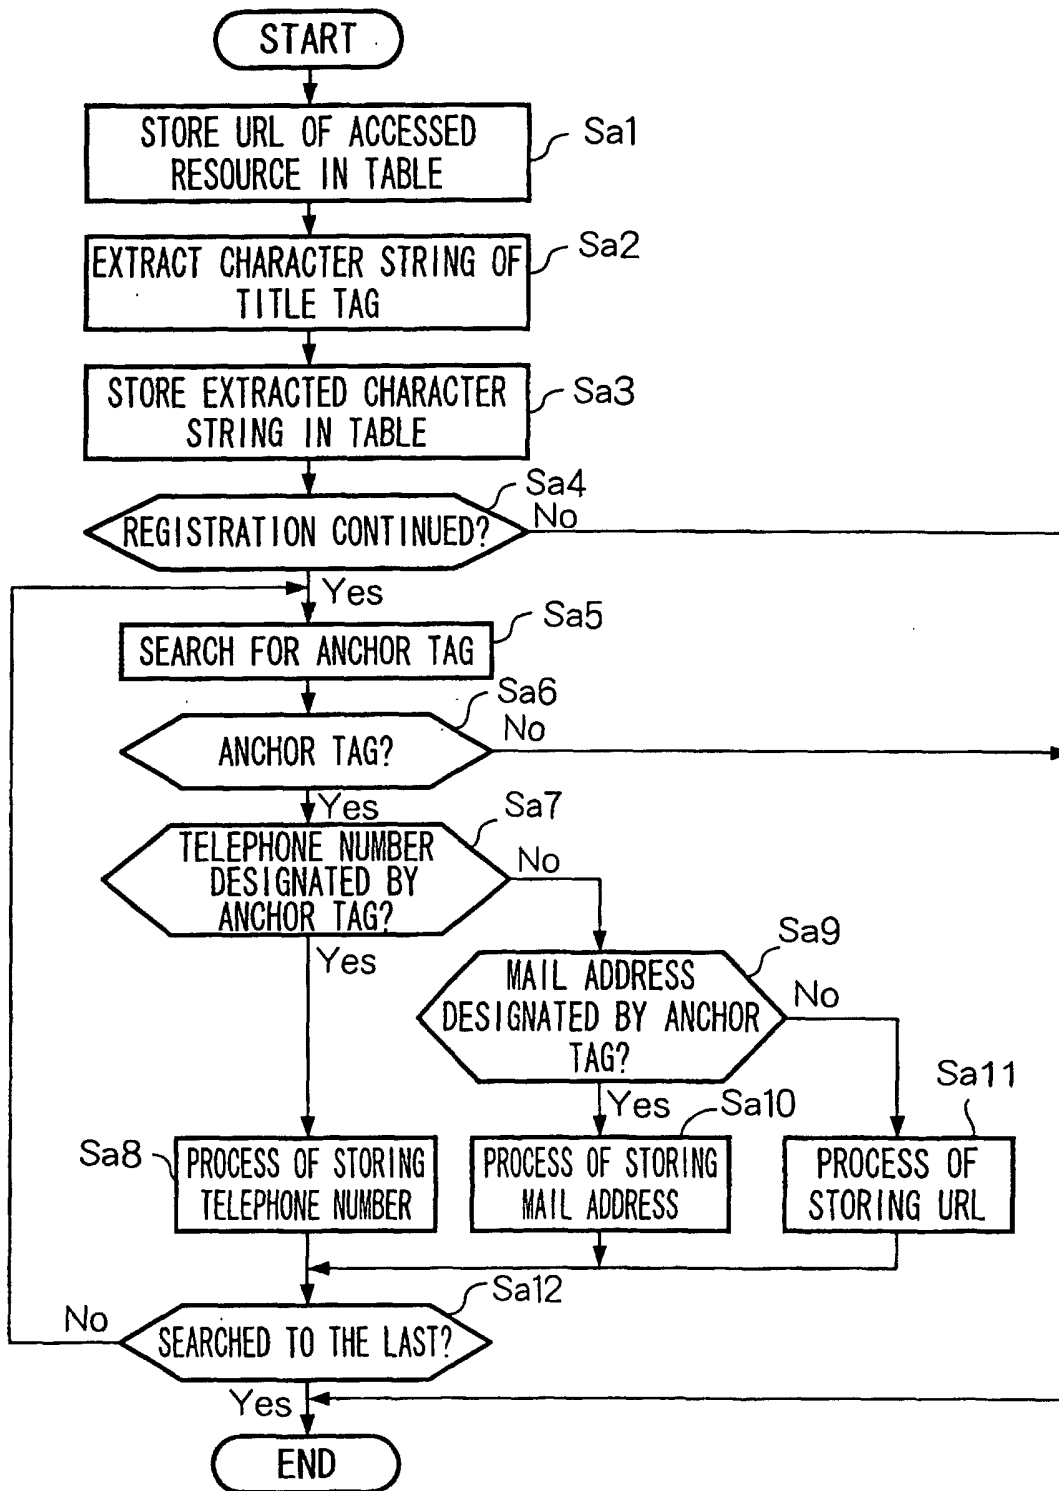 START
STORE URL OF ACCESSED
RESOURCE IN TABLE
Sa1
EXTRACT CHARACTER STRING OF
TITLE TAG
Sa2
STORE EXTRACTED CHARACTER
STRING IN TABLE
Sa3
REGISTRATION CONTINUED?
Sa4
No
Yes
SEARCH FOR ANCHOR TAG
Sa5
ANCHOR TAG?
Sa6
No
Yes
TELEPHONE NUMBER
DESIGNATED BY
ANCHOR TAG?
Sa7
No
Yes
MAIL ADDRESS
DESIGNATED BY ANCHOR
TAG?
Sa9
No
Yes
Sa8
PROCESS OF STORING
TELEPHONE NUMBER
Sa10
PROCESS OF STORING
MAIL ADDRESS
Sa11
PROCESS OF
STORING URL
Sa12
SEARCHED TO THE LAST?
No
Yes
END